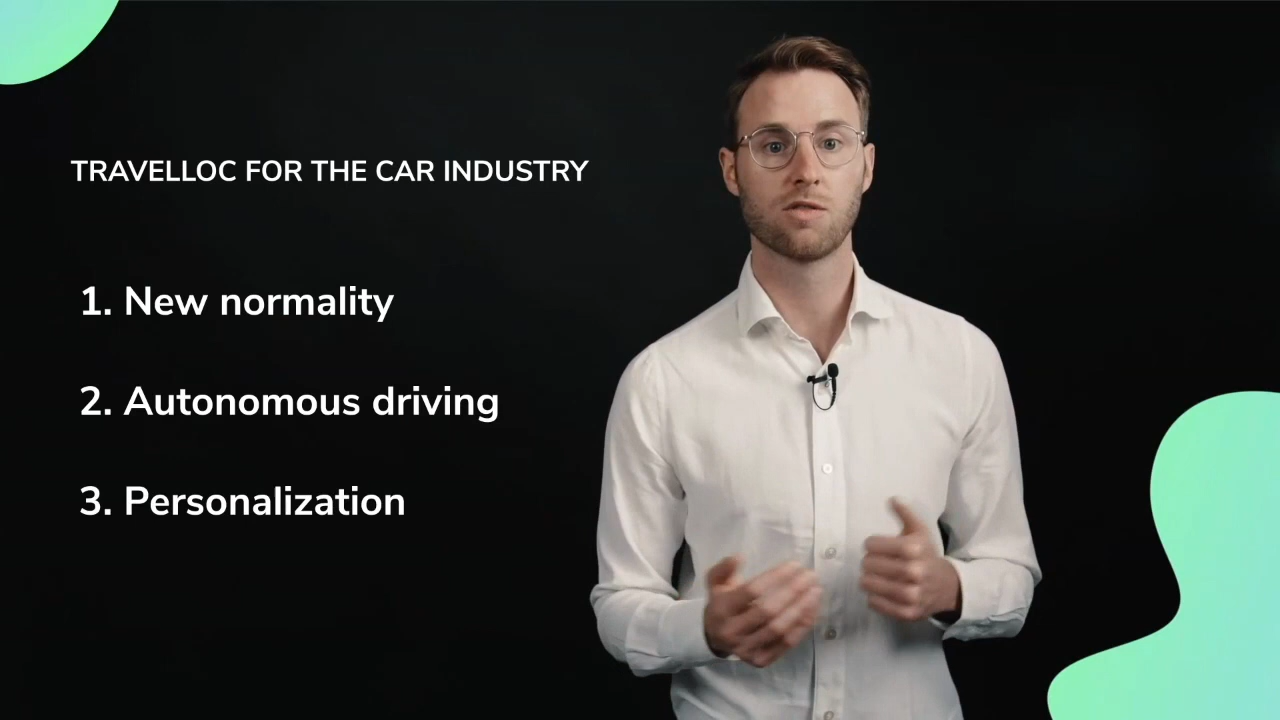 TRAVELLOC FOR THE CAR INDUSTRY
1. New normality
2. Autonomous driving
3. Personalization